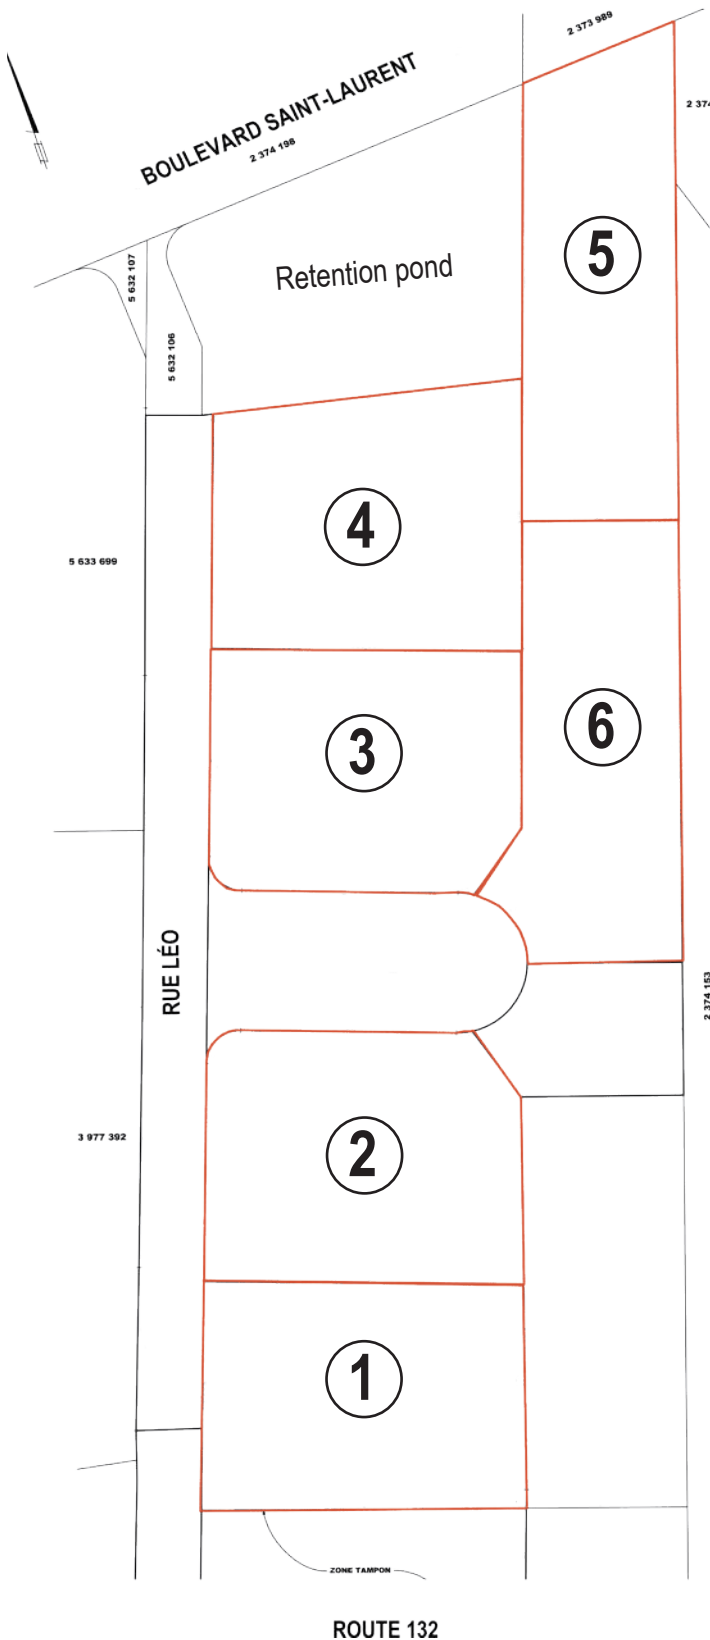 2 373 989
BOULEVARD SAINT-LAURENT
2 374 198
2 374
5 632 107
5
Retention pond
5 632 106
4
5 633 699
3
6
RUE LÉO
2 374 153
3 977 392
2
1
ZONE TAMPON
ROUTE 132